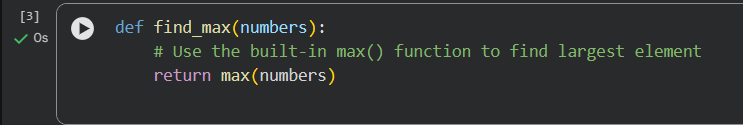 [3]
0s
def find_max(numbers):
    # Use the built-in max() function to find largest element
    return max(numbers)